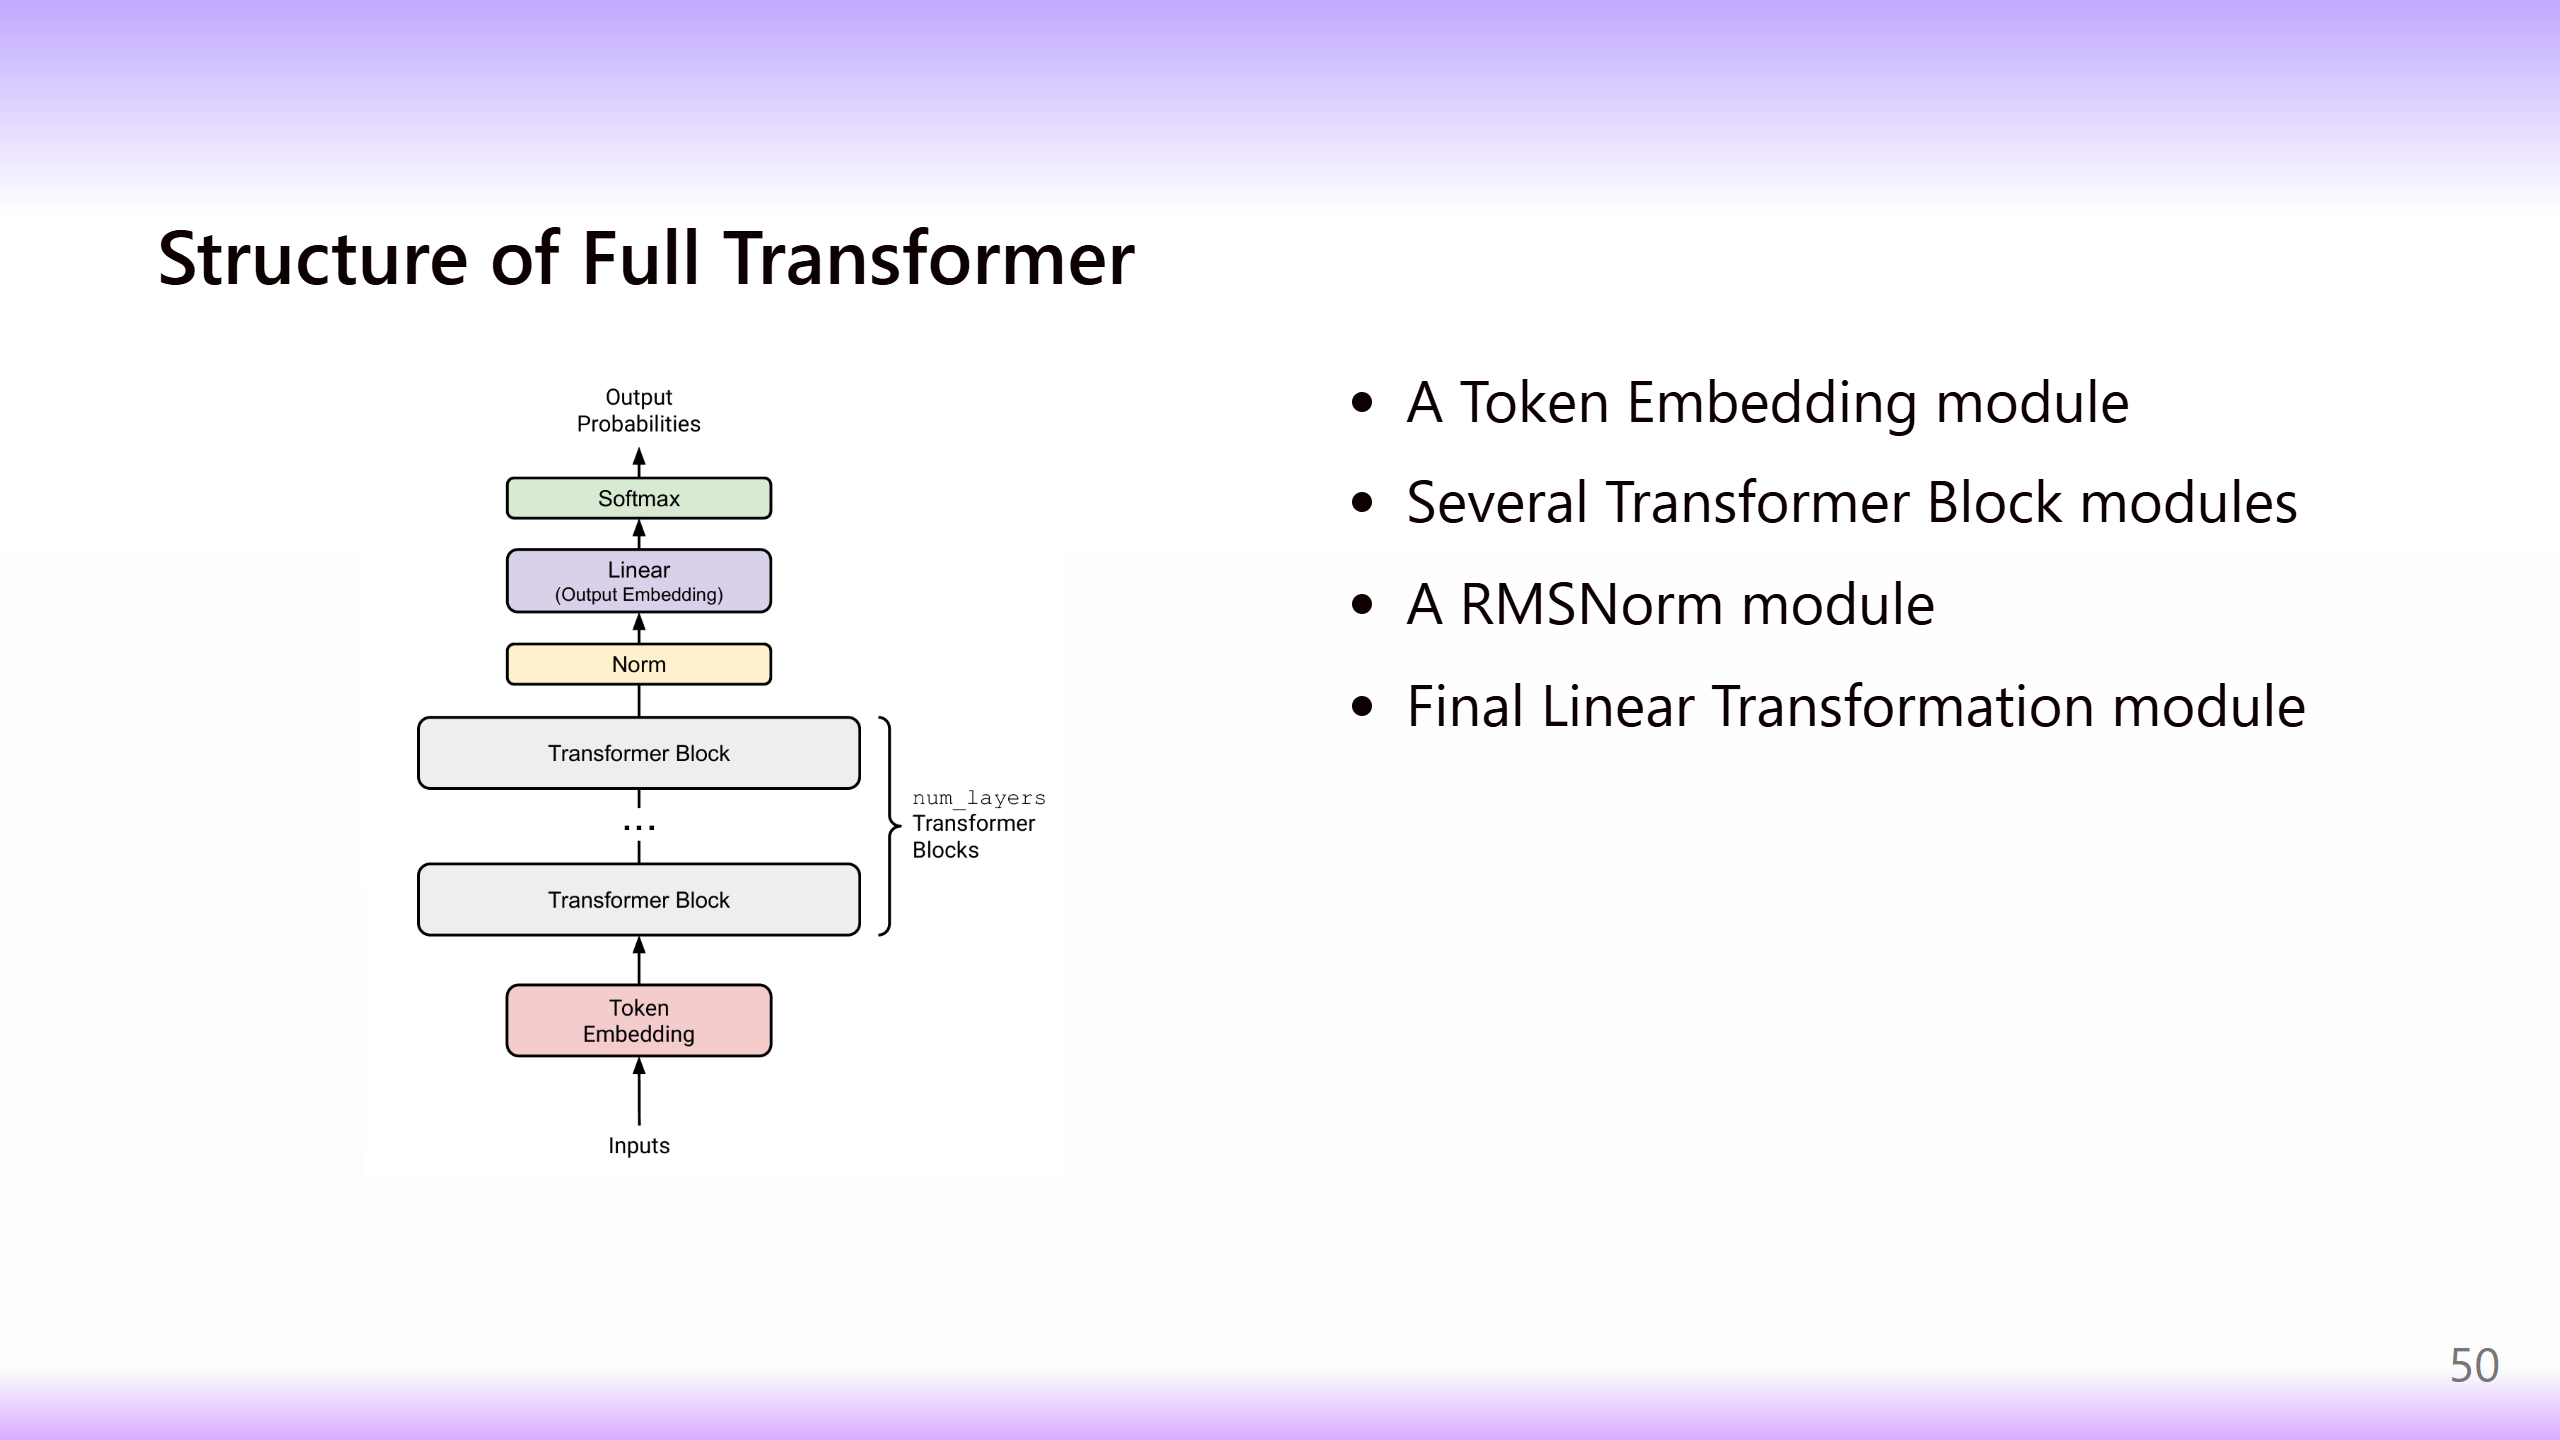 Structure of Full Transformer
Output
Probabilities
Softmax
Linear
(Output Embedding)
Norm
Transformer Block
...
Transformer Block
num_layers
Transformer
Blocks
Token
Embedding
Inputs
• A Token Embedding module
• Several Transformer Block modules
• A RMSNorm module
• Final Linear Transformation module
50